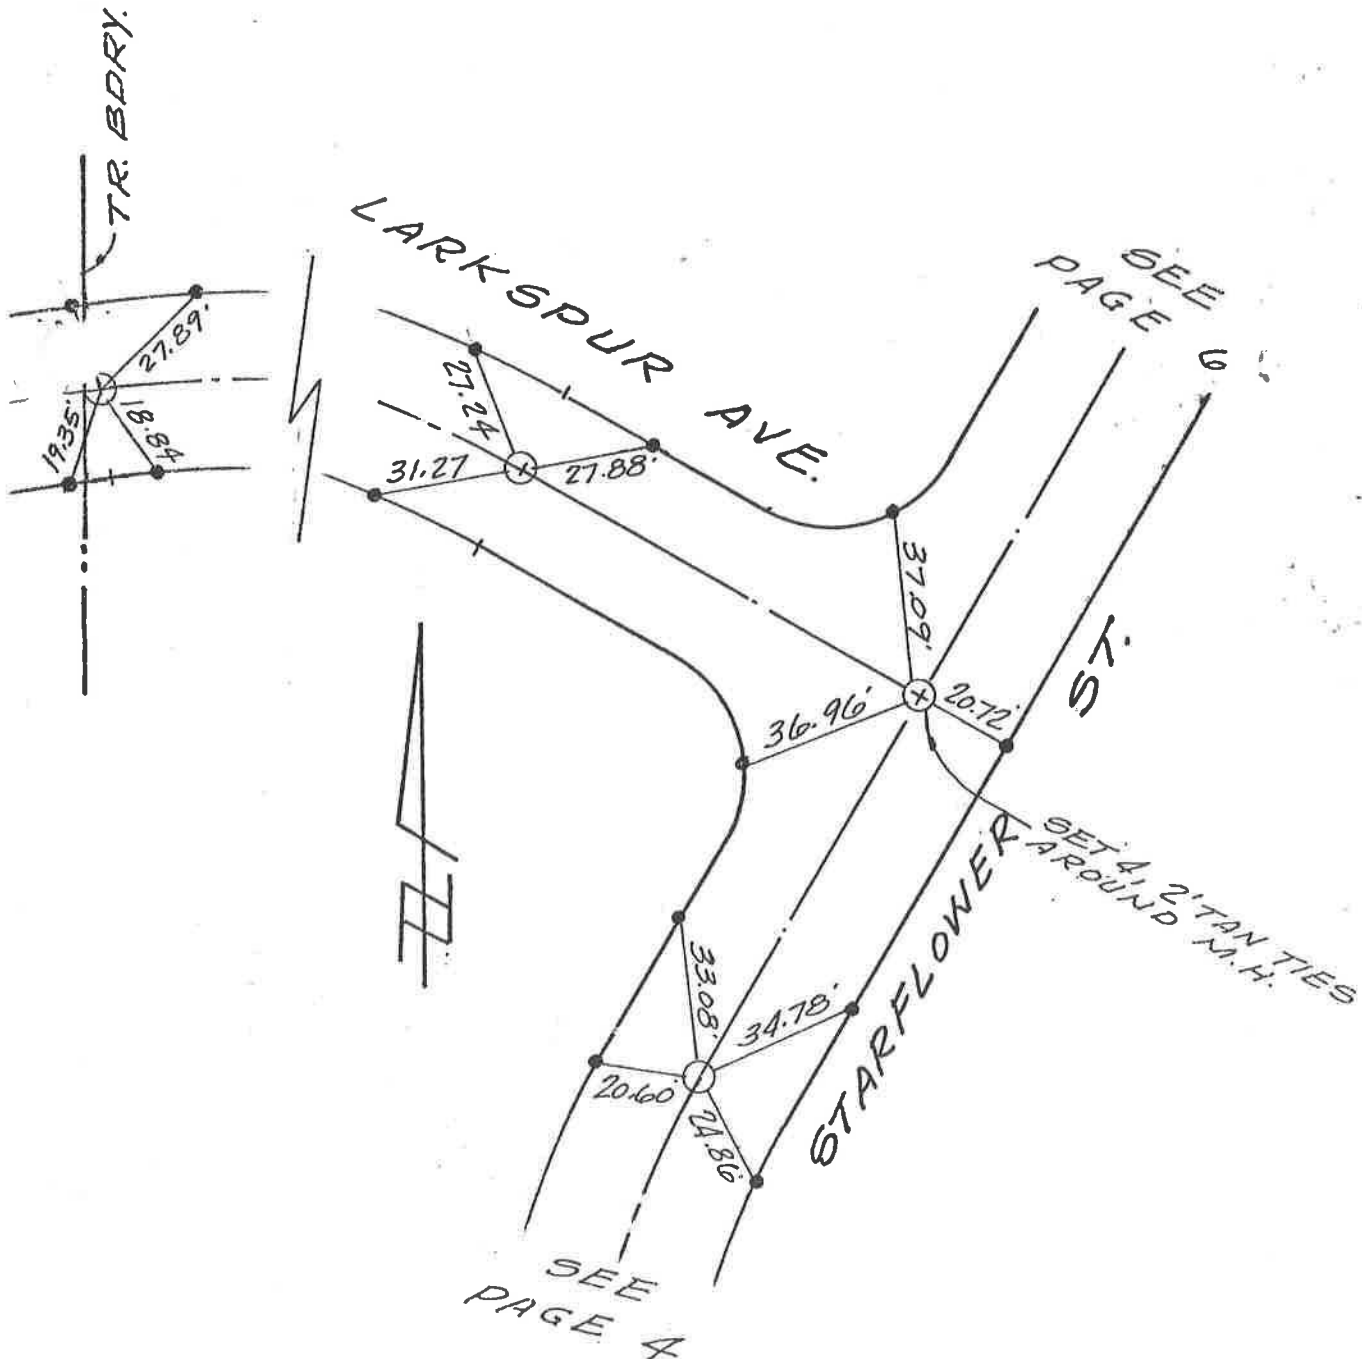 TR. BDRY.
LARKSPUR AVE.
SEE
PAGE 6
27.89'
19.35'
18.84
27.24
31.27
27.88'
37.09'
36.96'
20.72'
ST.
STARFLOWER
SET 4, 2' TAN TIES
AROUND M.H.
33.08'
34.78'
20.60'
24.86'
SEE
PAGE 4